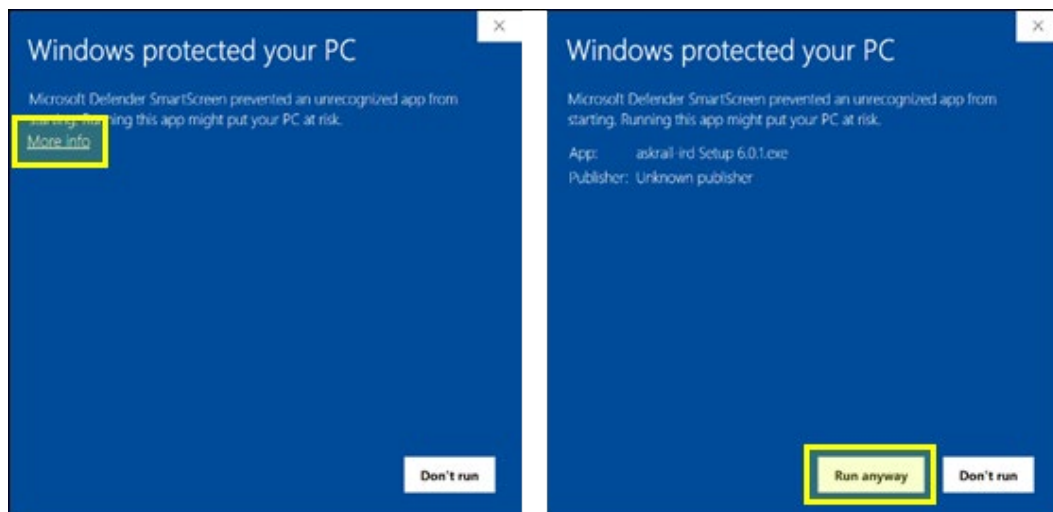 Windows protected your PC
Microsoft Defender SmartScreen prevented an unrecognized app from
starting. Running this app might put your PC at risk.
More info
Don't run
Windows protected your PC
Microsoft Defender SmartScreen prevented an unrecognized app from
starting. Running this app might put your PC at risk.
App: askrail-ird Setup 6.0.1.exe
Publisher: Unknown publisher
Run anyway Don't run